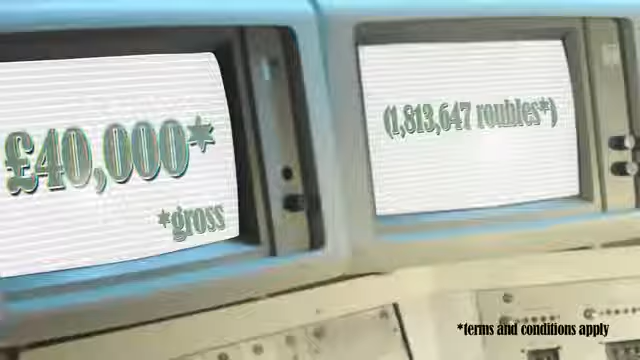 £40,000*
*gross
(1,813,647 roubles*)
*terms and conditions apply